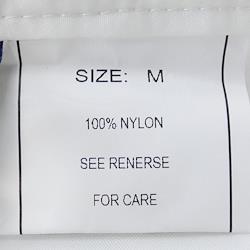 SIZE: M
100% NYLON
SEE RENERSE
FOR CARE